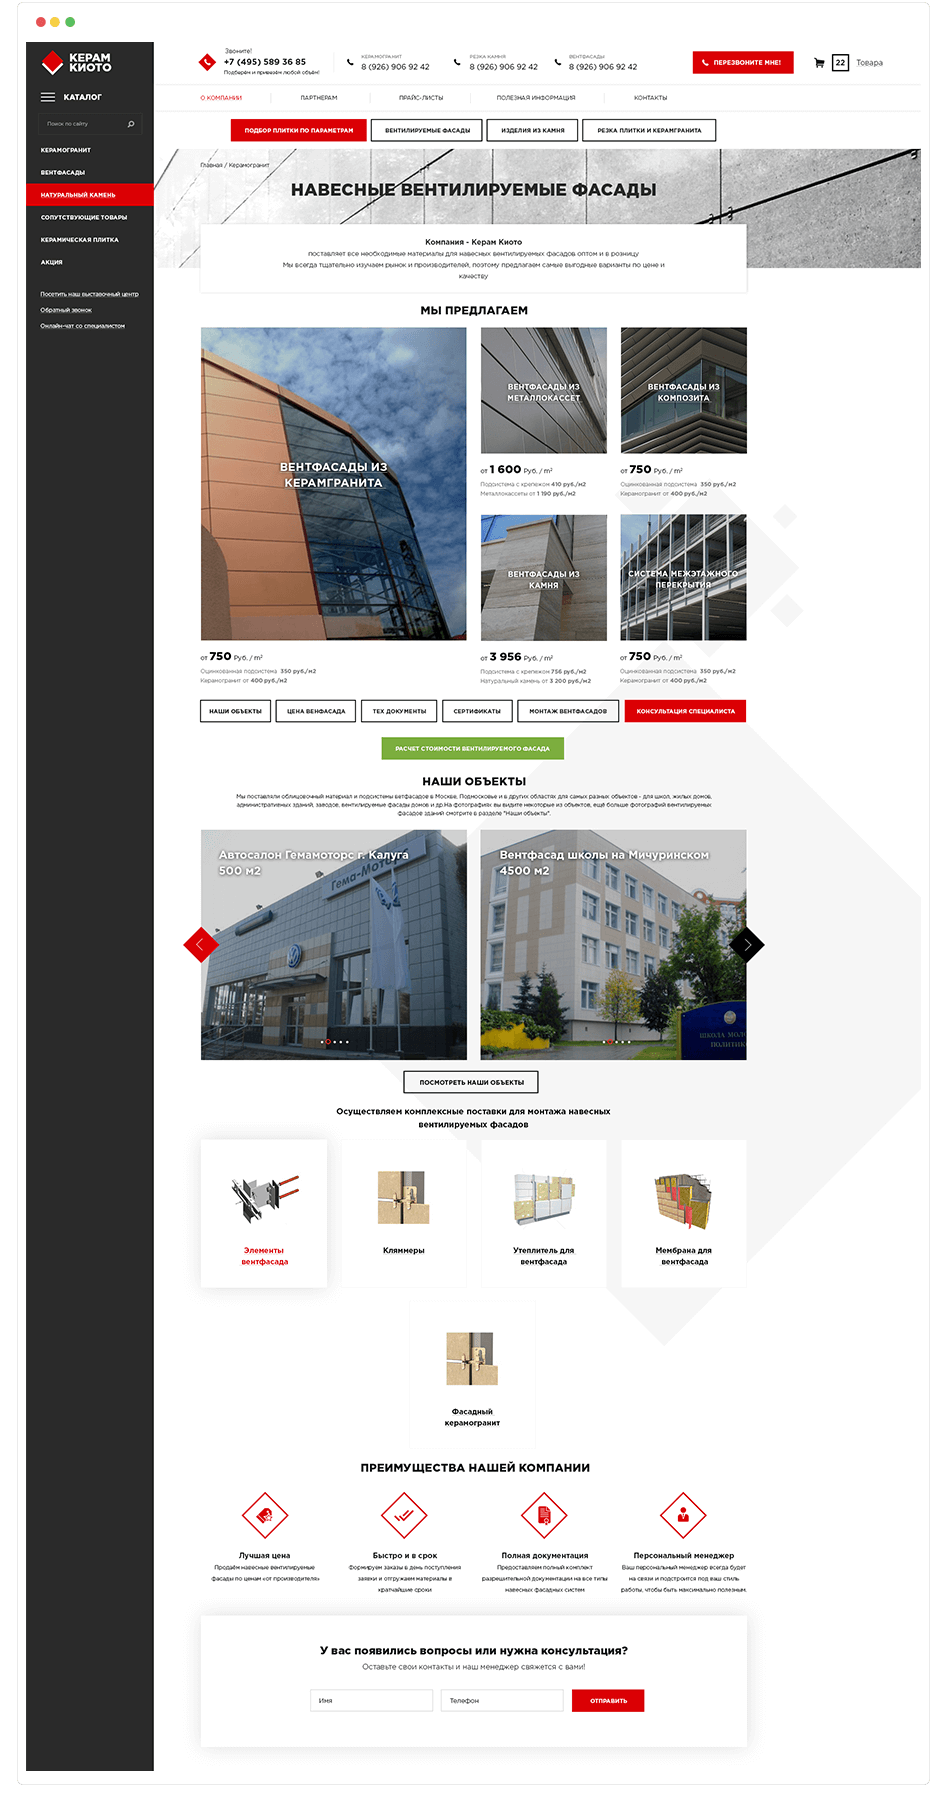 КЕРАМ
КИОТО
КАТАЛОГ
Поиск по сайту
КЕРАМОГРАНИТ
ВЕНТФАСАДЫ
НАТУРАЛЬНЫЙ КАМЕНЬ
СОПУТСТВУЮЩИЕ ТОВАРЫ
КЕРАМИЧЕСКАЯ ПЛИТКА
АКЦИЯ
Посетить наш выставочный центр
Обратный звонок
Онлайн-чат со специалистом
Звоните!
+7 (495) 589 36 85
Подберём и привезём любой объём!
КЕРАМОГРАНИТ
8 (926) 906 92 42
РЕЗКА КАМНЯ
8 (926) 906 92 42
ВЕНТФАСАДЫ
8 (926) 906 92 42
ПЕРЕЗВОНИТЕ МНЕ!
22
Товара
О КОМПАНИИ
ПАРТНЕРАМ
ПРАЙС-ЛИСТЫ
ПОЛЕЗНАЯ ИНФОРМАЦИЯ
КОНТАКТЫ
ПОДБОР ПЛИТКИ ПО ПАРАМЕТРАМ
ВЕНТИЛИРУЕМЫЕ ФАСАДЫ
ИЗДЕЛИЯ ИЗ КАМНЯ
РЕЗКА ПЛИТКИ И КЕРАМГРАНИТА
Главная / Керамогранит
НАВЕСНЫЕ ВЕНТИЛИРУЕМЫЕ ФАСАДЫ
Компания - Керам Киото
поставляет все необходимые материалы для навесных вентилируемых фасадов оптом и в розницу
Мы всегда тщательно изучаем рынок и производителей, поэтому предлагаем самые выгодные варианты по цене и
качеству
МЫ ПРЕДЛАГАЕМ
ВЕНТФАСАДЫ ИЗ
КЕРАМГРАНИТА
от 750 Руб. / m²
Оцинкованная подсистема 350 руб./м2
Керамогранит от 400 руб./м2
ВЕНТФАСАДЫ ИЗ
МЕТАЛЛОКАССЕТ
от 1 600 Руб. / m²
Подсистема с крепежом 410 руб./м2
Металлокассеты от 1 190 руб./м2
ВЕНТФАСАДЫ ИЗ
КОМПОЗИТА
от 750 Руб. / m²
Оцинкованная подсистема 350 руб./м2
Керамогранит от 400 руб./м2
ВЕНТФАСАДЫ ИЗ
КАМНЯ
от 3 956 Руб. / m²
Подсистема с крепежом 756 руб./м2
Натуральный камень от 3 200 руб./м2
СИСТЕМА МЕЖЭТАЖНОГО
ПЕРЕКРЫТИЯ
от 750 Руб. / m²
Оцинкованная подсистема 350 руб./м2
Керамогранит от 400 руб./м2
НАШИ ОБЪЕКТЫ
ЦЕНА ВЕНФАСАДА
ТЕХ ДОКУМЕНТЫ
СЕРТИФИКАТЫ
МОНТАЖ ВЕНТФАСАДОВ
КОНСУЛЬТАЦИЯ СПЕЦИАЛИСТА
РАСЧЕТ СТОИМОСТИ ВЕНТИЛИРУЕМОГО ФАСАДА
НАШИ ОБЪЕКТЫ
Мы поставляли облицовочный материал и подсистемы ветфасадов в Москве, Подмосковье и в других областях для самых разных объектов - для школ, жилых домов,
административных зданий, заводов, вентилируемые фасады домов и др.На фотографиях вы видите некоторые из объектов, ещё больше фотографий вентилируемых
фасадов зданий смотрите в разделе "Наши объекты".
Автосалон Гемамоторс г. Калуга
500 м2
Гема-Моторс
Вентфасад школы на Мичуринском
4500 м2
ПОСМОТРЕТЬ НАШИ ОБЪЕКТЫ
Осуществляем комплексные поставки для монтажа навесных
вентилируемых фасадов
Элементы
вентфасада
Кляммеры
Утеплитель для
вентфасада
Мембрана для
вентфасада
Фасадный
керамогранит
ПРЕИМУЩЕСТВА НАШЕЙ КОМПАНИИ
Лучшая цена
Продаём навесные вентилируемые
фасады по ценам «от производителя»
Быстро и в срок
Формируем заказы в день поступления
заявки и отгружаем материалы в
кратчайшие сроки
Полная документация
Предоставляем полный комплект
разрешительной документации на все типы
навесных фасадных систем
Персональный менеджер
Ваш персональный менеджер всегда будет
на связи и подстроится под ваш стиль
работы, чтобы быть максимально полезным.
У вас появились вопросы или нужна консультация?
Оставьте свои контакты и наш менеджер свяжется с вами!
Имя
Телефон
ОТПРАВИТЬ